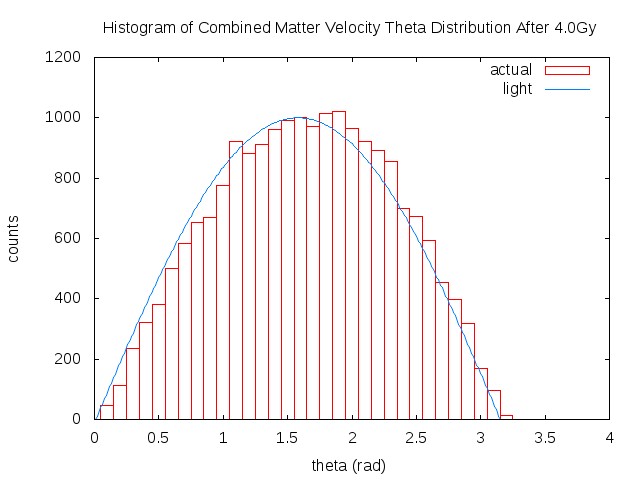 Histogram of Combined Matter Velocity Theta Distribution After 4.0Gy
1200
1000
800
600
400
200
0
counts
actual
light
0 0.5 1 1.5 2 2.5 3 3.5 4
theta (rad)